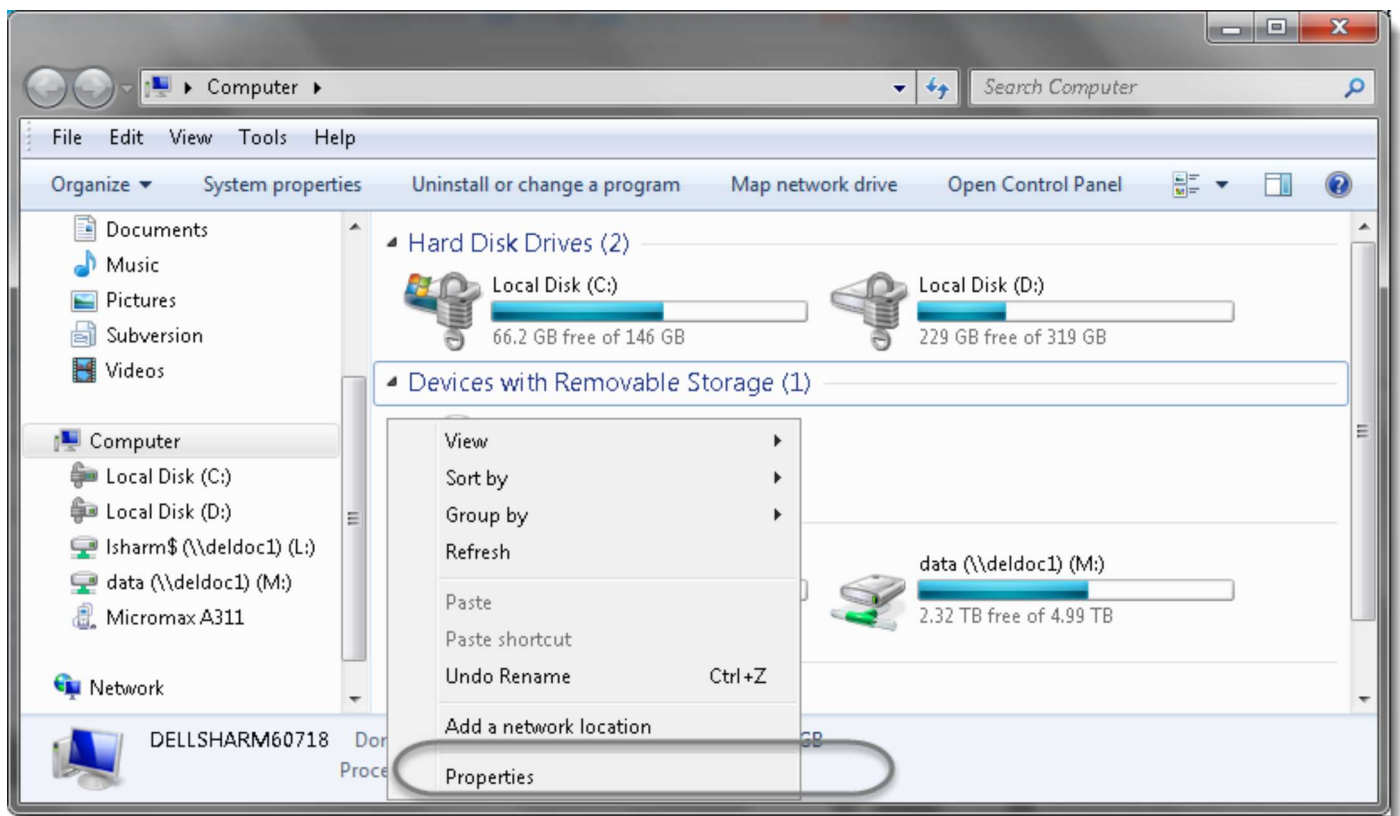 Computer
Search Computer
File Edit View Tools Help
Organize System properties Uninstall or change a program Map network drive Open Control Panel
Documents
Music
Pictures
Subversion
Videos
Computer
Local Disk (C:)
Local Disk (D:)
lsharm$ (\\deldoc1) (L:)
data (\\deldoc1) (M:)
Micromax A311
Network
Hard Disk Drives (2)
Local Disk (C:)
66.2 GB free of 146 GB
Local Disk (D:)
229 GB free of 319 GB
Devices with Removable Storage (1)
data (\\deldoc1) (M:)
2.32 TB free of 4.99 TB
View
Sort by
Group by
Refresh
Paste
Paste shortcut
Undo Rename Ctrl+Z
Add a network location
Properties
DELLSHARM60718
GB